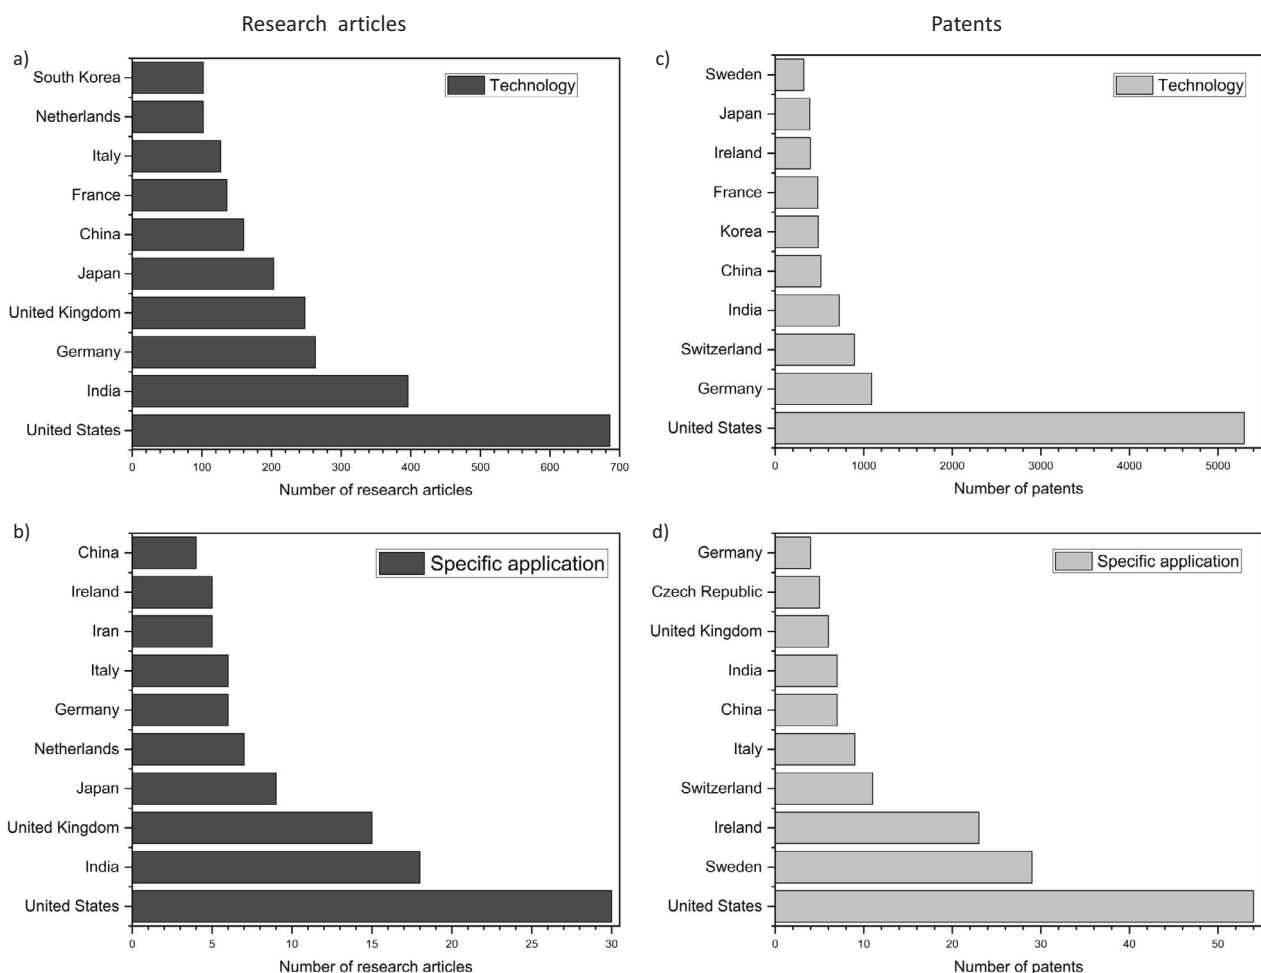 Research articles
Patents
a)
South Korea
Netherlands
Italy
France
China
Japan
United Kingdom
Germany
India
United States
Technology
0 100 200 300 400 500 600 700
Number of research articles
c)
Sweden
Japan
Ireland
France
Korea
China
India
Switzerland
Germany
United States
Technology
0 1000 2000 3000 4000 5000
Number of patents
b)
China
Ireland
Iran
Italy
Germany
Netherlands
Japan
United Kingdom
India
United States
Specific application
0 5 10 15 20 25 30
Number of research articles
d)
Germany
Czech Republic
United Kingdom
India
China
Italy
Switzerland
Ireland
Sweden
United States
Specific application
0 10 20 30 40 50
Number of patents